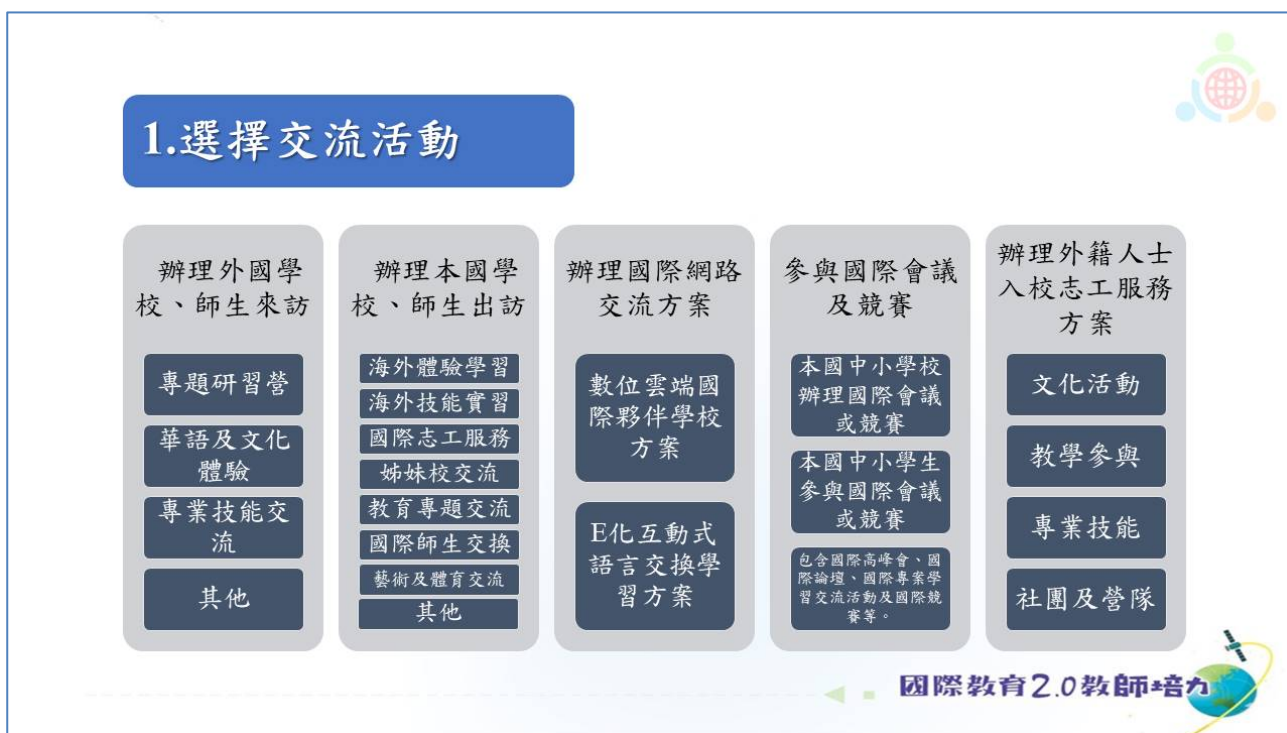 1.選擇交流活動
辦理外國學
校、師生來訪
專題研習營
華語及文化
體驗
專業技能交
流
其他
辦理本國學
校、師生出訪
海外體驗學習
海外技能實習
國際志工服務
姊妹校交流
教育專題交流
國際師生交換
藝術及體育交流
其他
辦理國際網路
交流方案
數位雲端國
際夥伴學校
方案
E化互動式
語言交換學
習方案
參與國際會議
及競賽
本國中小學校
辦理國際會議
或競賽
本國中小學生
參與國際會議
或競賽
包含國際高峰會、國
際論壇、國際專案學
習交流活動及國際競
賽等。
辦理外籍人士
入校志工服務
方案
文化活動
教學參與
專業技能
社團及營隊
國際教育2.0教師培力